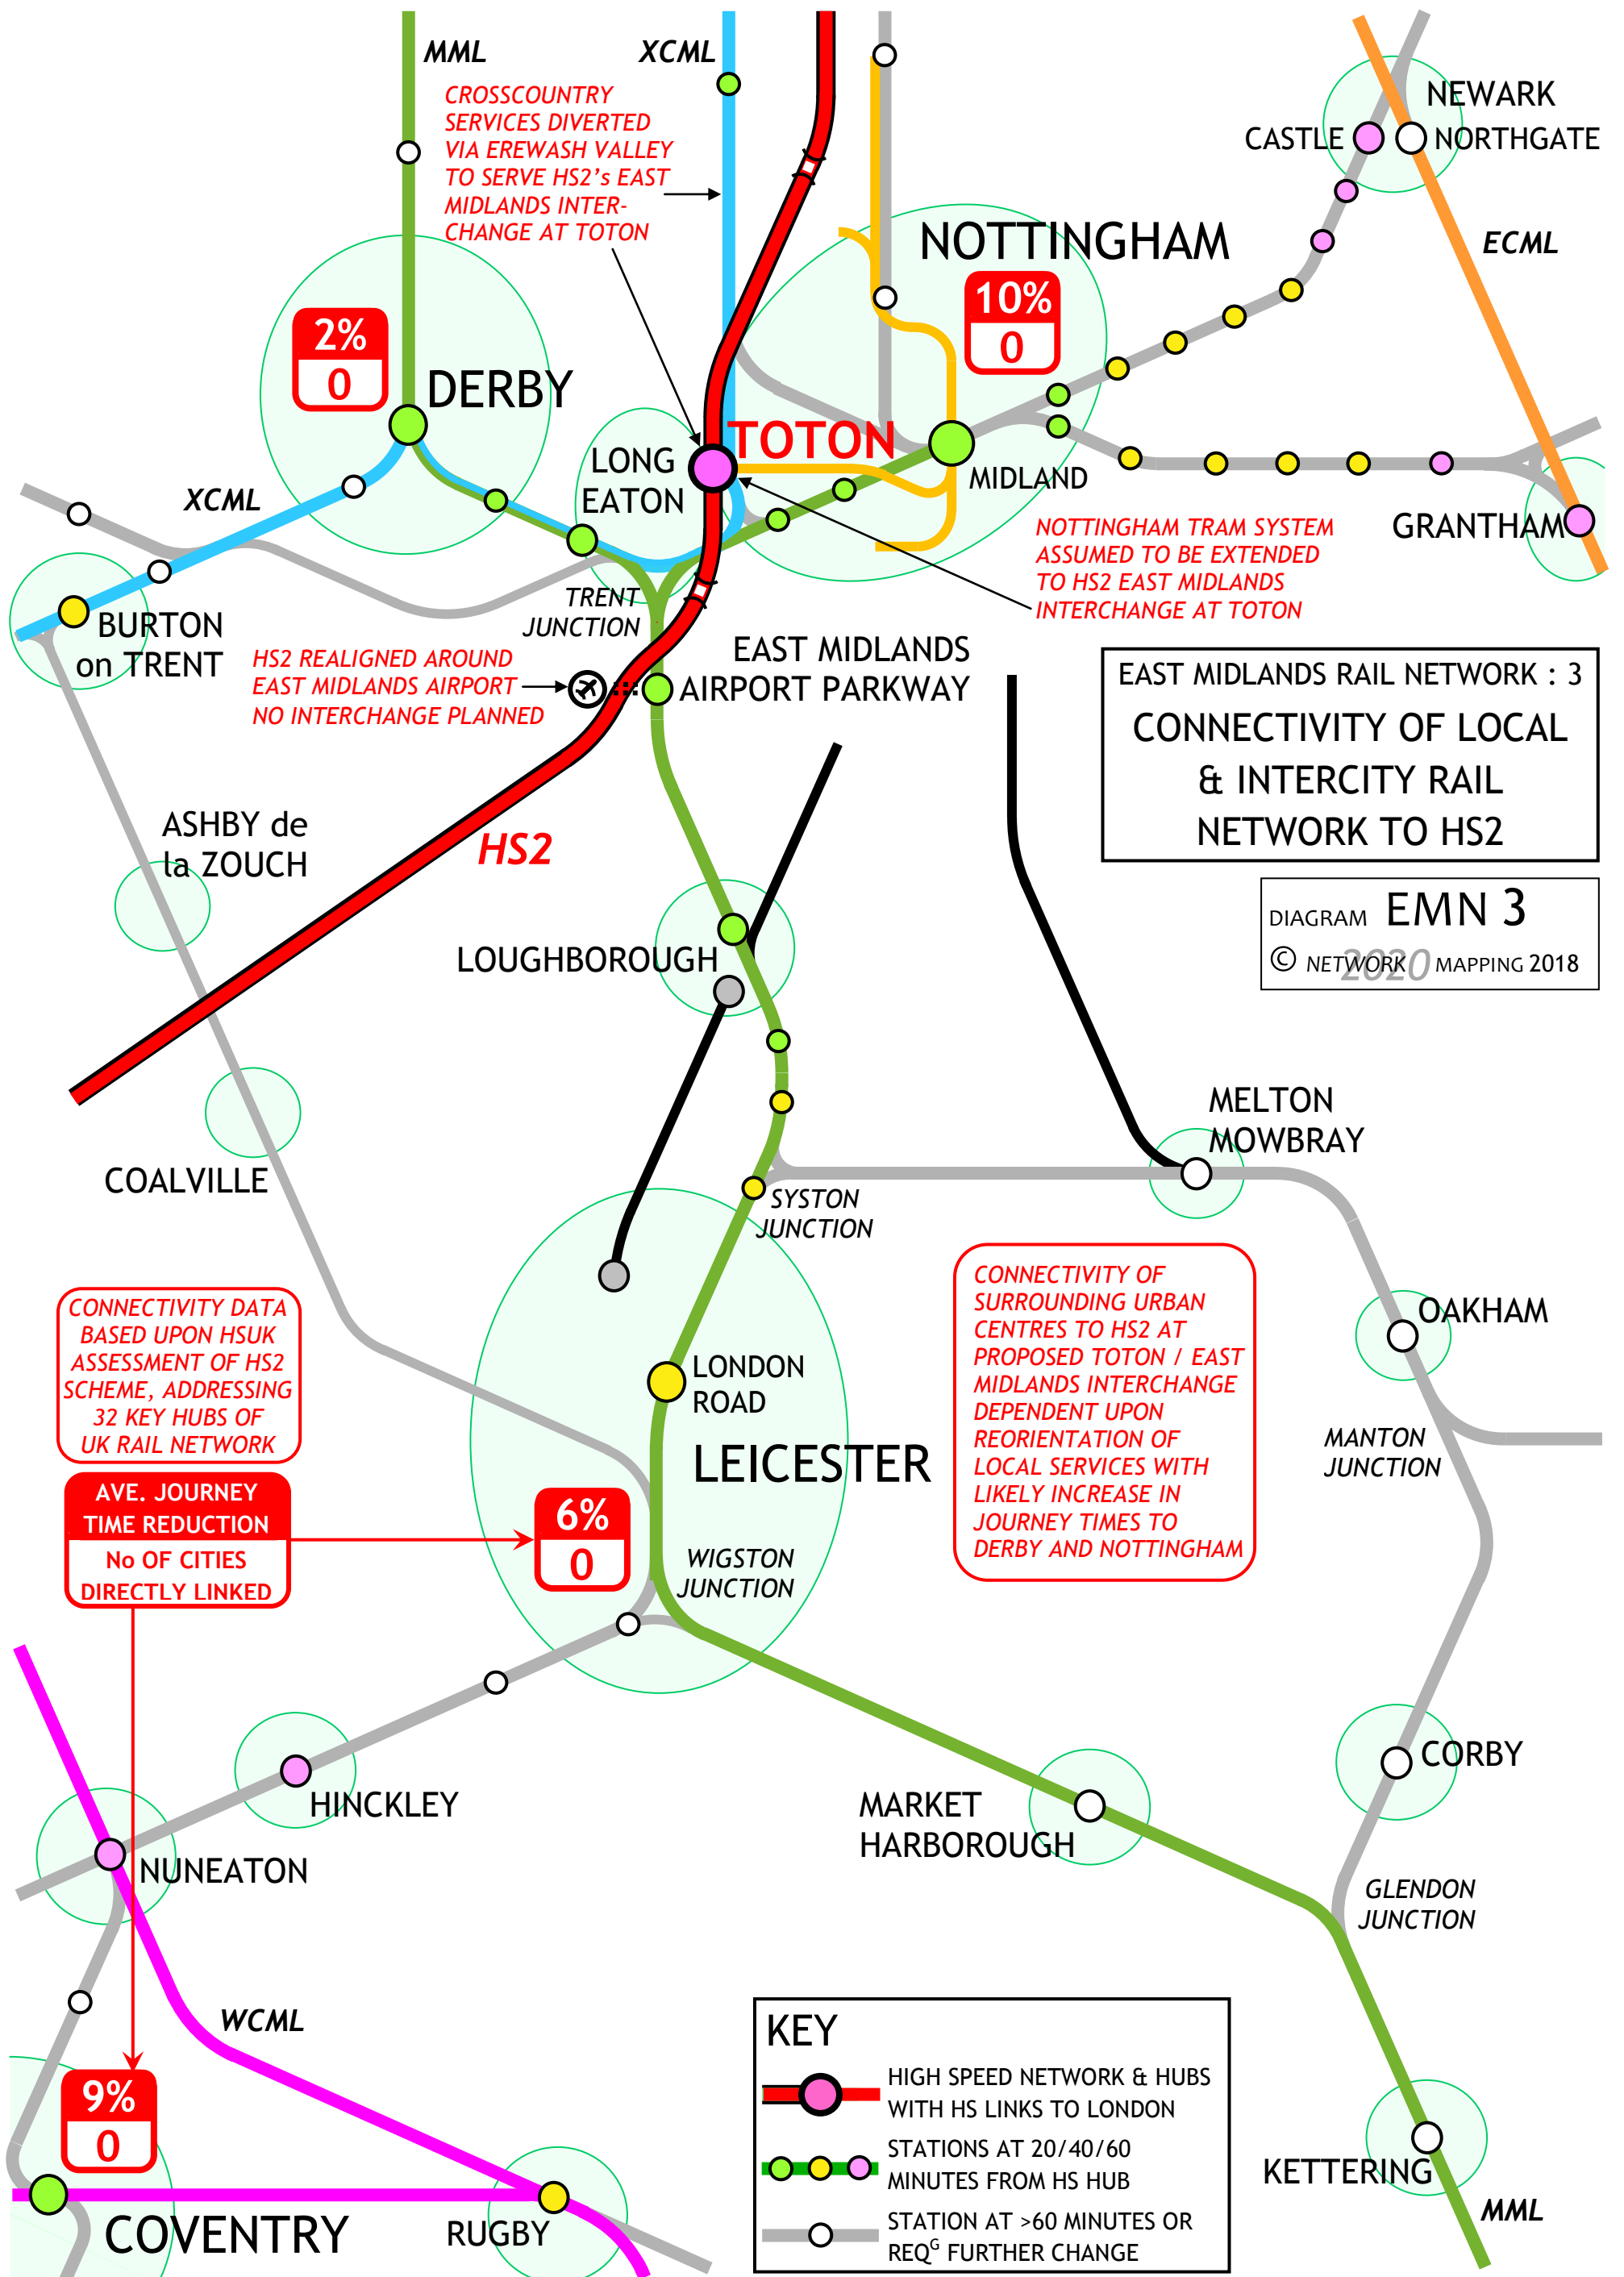 MML
XCML
CROSSCOUNTRY
SERVICES DIVERTED
VIA EREWASH VALLEY
TO SERVE HS2's EAST
MIDLANDS INTER-
CHANGE AT TOTON
NEWARK
CASTLE
NORTHGATE
ECML
NOTTINGHAM
10%
0
2%
0
DERBY
TOTON
LONG
EATON
MIDLAND
XCML
GRANTHAM
NOTTINGHAM TRAM SYSTEM
ASSUMED TO BE EXTENDED
TO HS2 EAST MIDLANDS
INTERCHANGE AT TOTON
TRENT
JUNCTION
BURTON
on TRENT
HS2 REALIGNED AROUND
EAST MIDLANDS AIRPORT
NO INTERCHANGE PLANNED
EAST MIDLANDS
AIRPORT PARKWAY
EAST MIDLANDS RAIL NETWORK : 3
CONNECTIVITY OF LOCAL
& INTERCITY RAIL
NETWORK TO HS2
DIAGRAM EMN 3
© NETWORK 2020 MAPPING 2018
ASHBY de
la ZOUCH
HS2
LOUGHBOROUGH
COALVILLE
MELTON
MOWBRAY
SYSTON
JUNCTION
CONNECTIVITY OF
SURROUNDING URBAN
CENTRES TO HS2 AT
PROPOSED TOTON / EAST
MIDLANDS INTERCHANGE
DEPENDENT UPON
REORIENTATION OF
LOCAL SERVICES WITH
LIKELY INCREASE IN
JOURNEY TIMES TO
DERBY AND NOTTINGHAM
OAKHAM
CONNECTIVITY DATA
BASED UPON HSUK
ASSESSMENT OF HS2
SCHEME, ADDRESSING
32 KEY HUBS OF
UK RAIL NETWORK
AVE. JOURNEY
TIME REDUCTION
No OF CITIES
DIRECTLY LINKED
LONDON
ROAD
LEICESTER
6%
0
MANTON
JUNCTION
WIGSTON
JUNCTION
CORBY
HINCKLEY
MARKET
HARBOROUGH
NUNEATON
GLENDON
JUNCTION
WCML
9%
0
COVENTRY
RUGBY
KETTERING
MML
KEY
HIGH SPEED NETWORK & HUBS
WITH HS LINKS TO LONDON
STATIONS AT 20/40/60
MINUTES FROM HS HUB
STATION AT >60 MINUTES OR
REQG FURTHER CHANGE